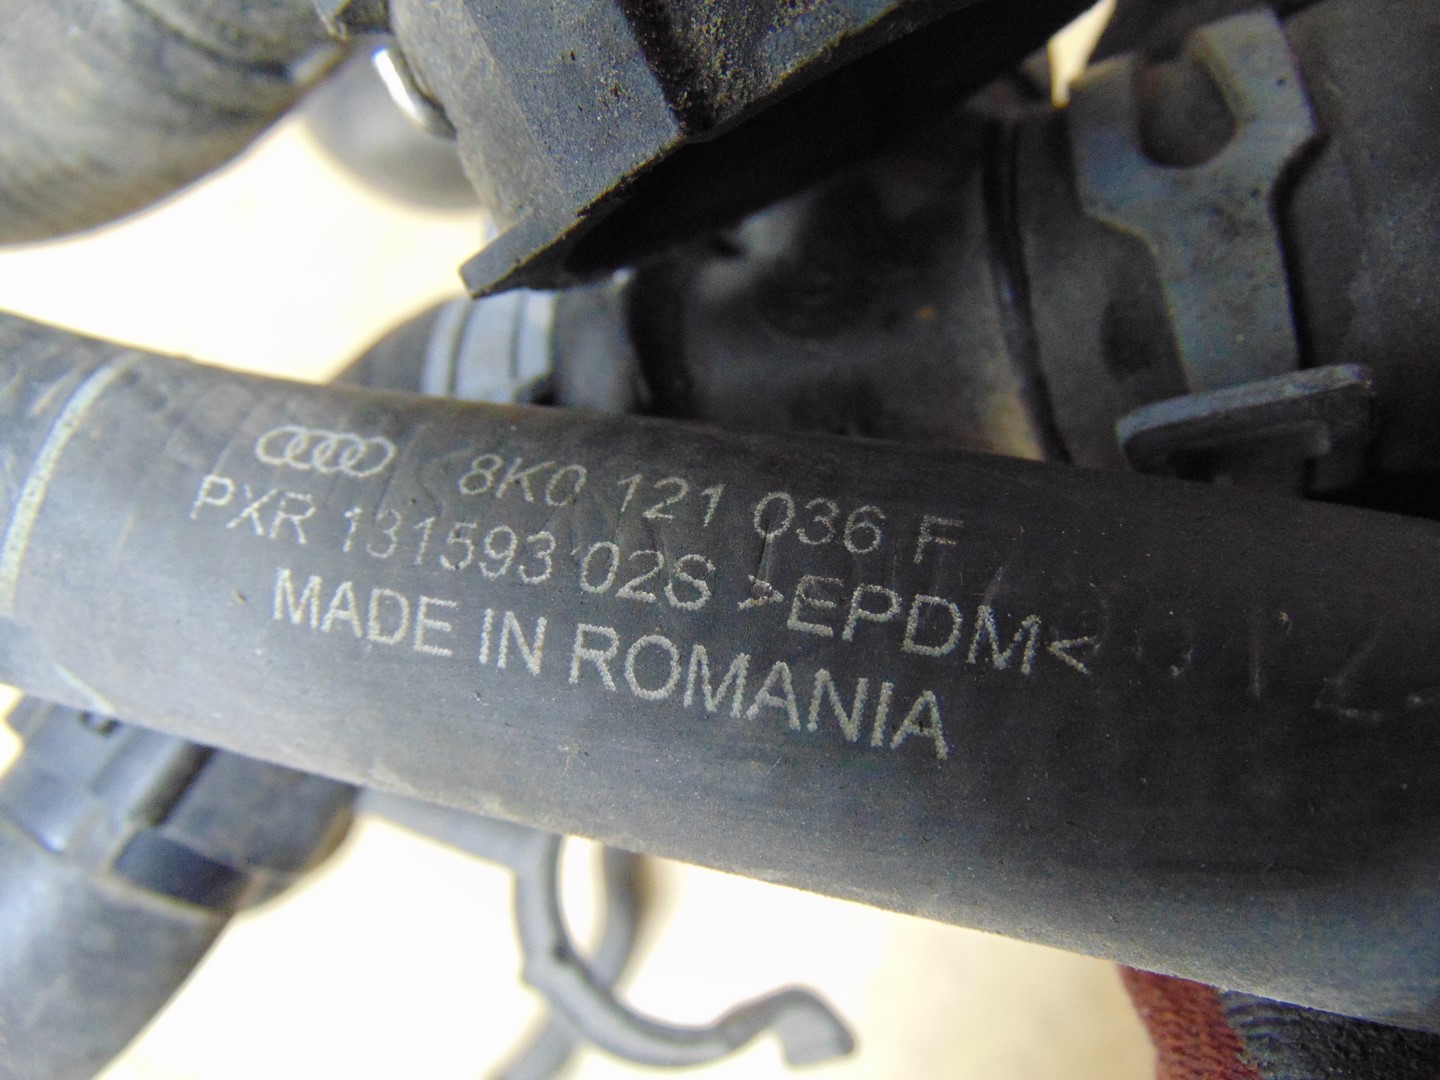 8K0 121 036 F
PXR 131593 02S >EPDM<
MADE IN ROMANIA